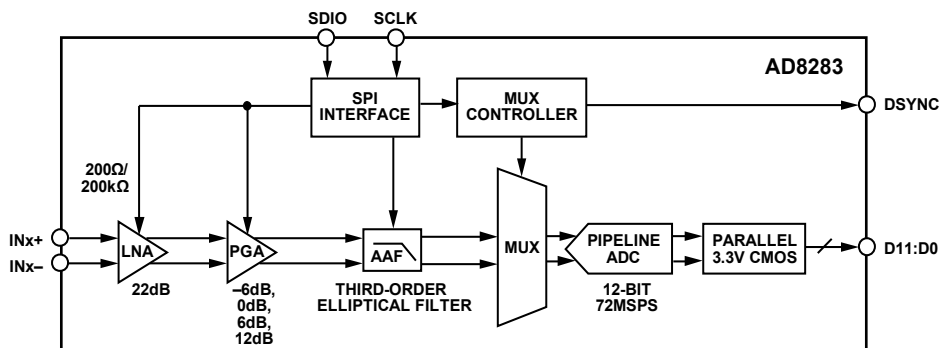 SDIO SCLK
AD8283
SPI
INTERFACE
MUX
CONTROLLER
DSYNC
200Ω/
200kΩ
INx+
INx–
LNA
PGA
AAF
MUX
PIPELINE
ADC
PARALLEL
3.3V CMOS
D11:D0
22dB
–6dB,
0dB,
6dB,
12dB
THIRD-ORDER
ELLIPTICAL FILTER
12-BIT
72MSPS